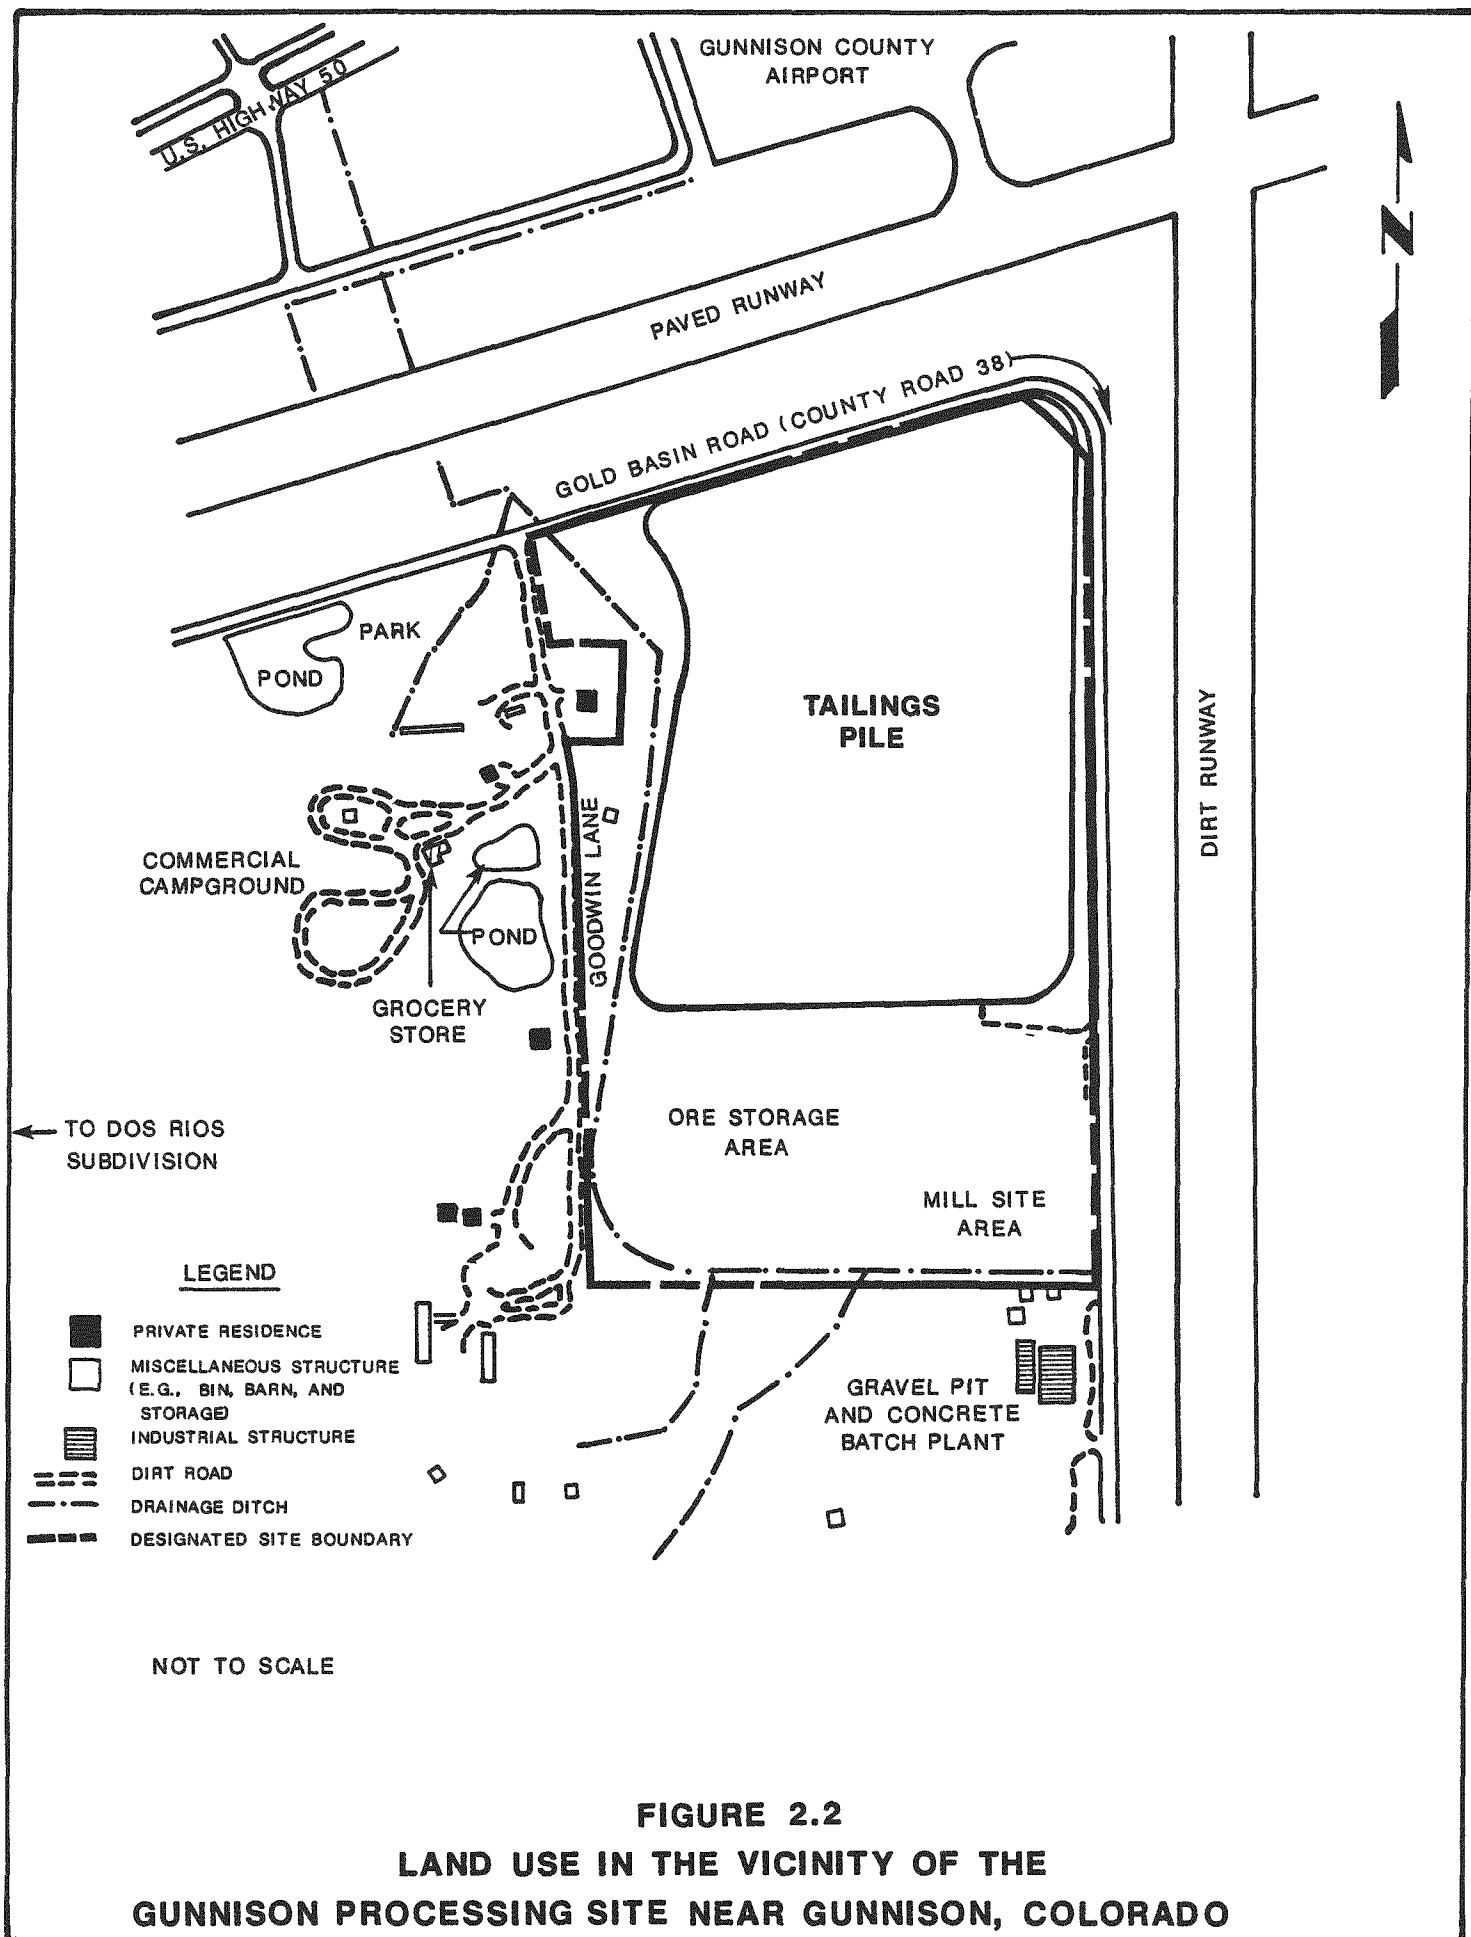 GUNNISON COUNTY
AIRPORT
U.S. HIGHWAY 50
N
PAVED RUNWAY
GOLD BASIN ROAD (COUNTY ROAD 38)
PARK
POND
TAILINGS
PILE
DIRT RUNWAY
GOODWIN LANE
COMMERCIAL
CAMPGROUND
POND
GROCERY
STORE
TO DOS RIOS
SUBDIVISION
ORE STORAGE
AREA
MILL SITE
AREA
LEGEND
PRIVATE RESIDENCE
MISCELLANEOUS STRUCTURE
(E.G., BIN, BARN, AND
STORAGE)
INDUSTRIAL STRUCTURE
DIRT ROAD
DRAINAGE DITCH
DESIGNATED SITE BOUNDARY
GRAVEL PIT
AND CONCRETE
BATCH PLANT
NOT TO SCALE
FIGURE 2.2
LAND USE IN THE VICINITY OF THE
GUNNISON PROCESSING SITE NEAR GUNNISON, COLORADO